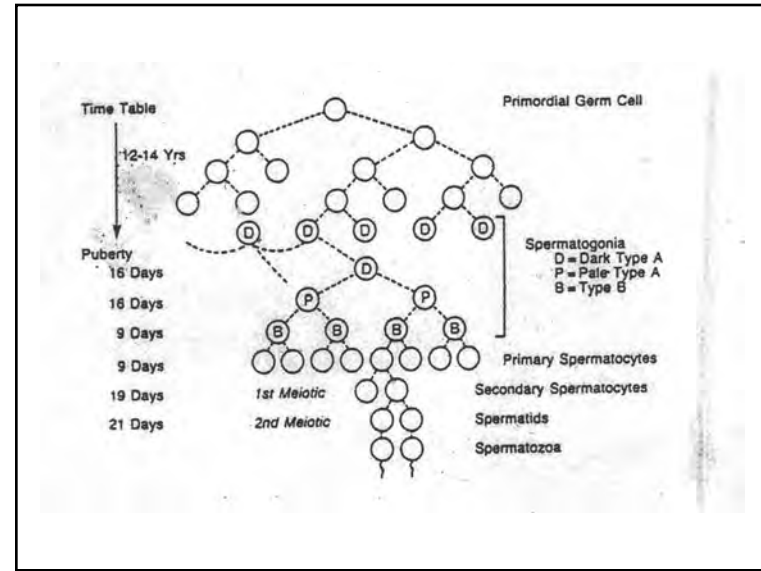 Time Table
Primordial Germ Cell
12-14 Yrs
D D D D D
Puberty
16 Days
D
Spermatogonia
D = Dark Type A
P = Pale Type A
B = Type B
16 Days
P P
9 Days
B B B B
9 Days
Primary Spermatocytes
19 Days
1st Meiotic
Secondary Spermatocytes
21 Days
2nd Meiotic
Spermatids
Spermatozoa